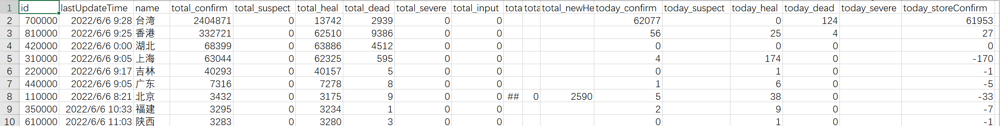 1 id lastUpdateTime name total_confirm total_suspect total_heal total_dead total_severe total_input tota tota total_newHe today_confirm today_suspect today_heal today_dead today_severe today_storeConfirm
2 700000 2022/6/6 9:28 台湾 2404871 0 13742 2939 0 0 62077 0 124 61953
3 810000 2022/6/6 9:25 香港 332721 0 62510 9386 0 0 56 25 4 27
4 420000 2022/6/6 0:00 湖北 68399 0 63886 4512 0 0 0 0 0 0
5 310000 2022/6/6 9:05 上海 63044 0 62325 595 0 0 4 174 0 -170
6 220000 2022/6/6 9:17 吉林 40293 0 40157 5 0 0 0 1 0 -1
7 440000 2022/6/6 9:05 广东 7316 0 7278 8 0 0 1 6 0 -5
8 110000 2022/6/6 8:21 北京 3432 0 3175 9 0 0 ## 0 2590 5 38 0 -33
9 350000 2022/6/6 10:33 福建 3295 0 3234 1 0 0 2 9 0 -7
10 610000 2022/6/6 11:03 陕西 3283 0 3280 3 0 0 0 1 0 -1